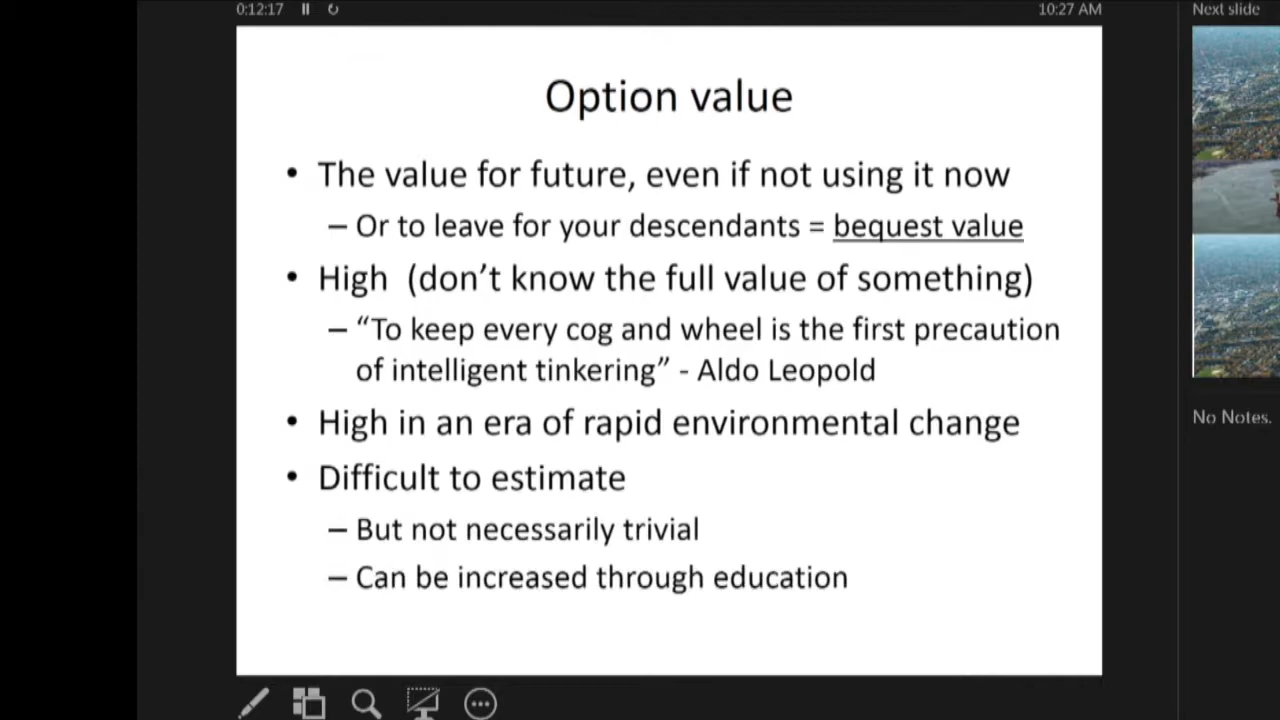 0:12:17
10:27 AM
Next slide
Option value
• The value for future, even if not using it now
– Or to leave for your descendants = bequest value
• High  (don’t know the full value of something)
– “To keep every cog and wheel is the first precaution
of intelligent tinkering” - Aldo Leopold
• High in an era of rapid environmental change
• Difficult to estimate
– But not necessarily trivial
– Can be increased through education
No Notes.